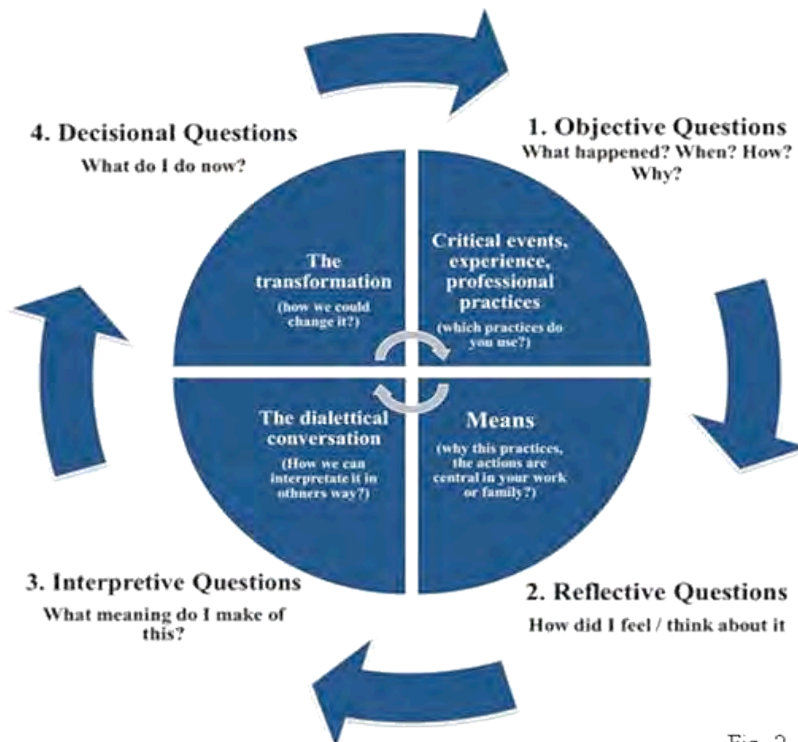 4. Decisional Questions
What do I do now?
1. Objective Questions
What happened? When? How?
Why?
The
transformation
(how we could
change it?)
Critical events,
experience,
professional
practices
(which practices do
you use?)
The dialettical
conversation
(How we can
interpretate it in
othners way?)
Means
(why this practices,
the actions are
central in your work
or family?)
3. Interpretive Questions
What meaning do I make of
this?
2. Reflective Questions
How did I feel / think about it
Fig. 2